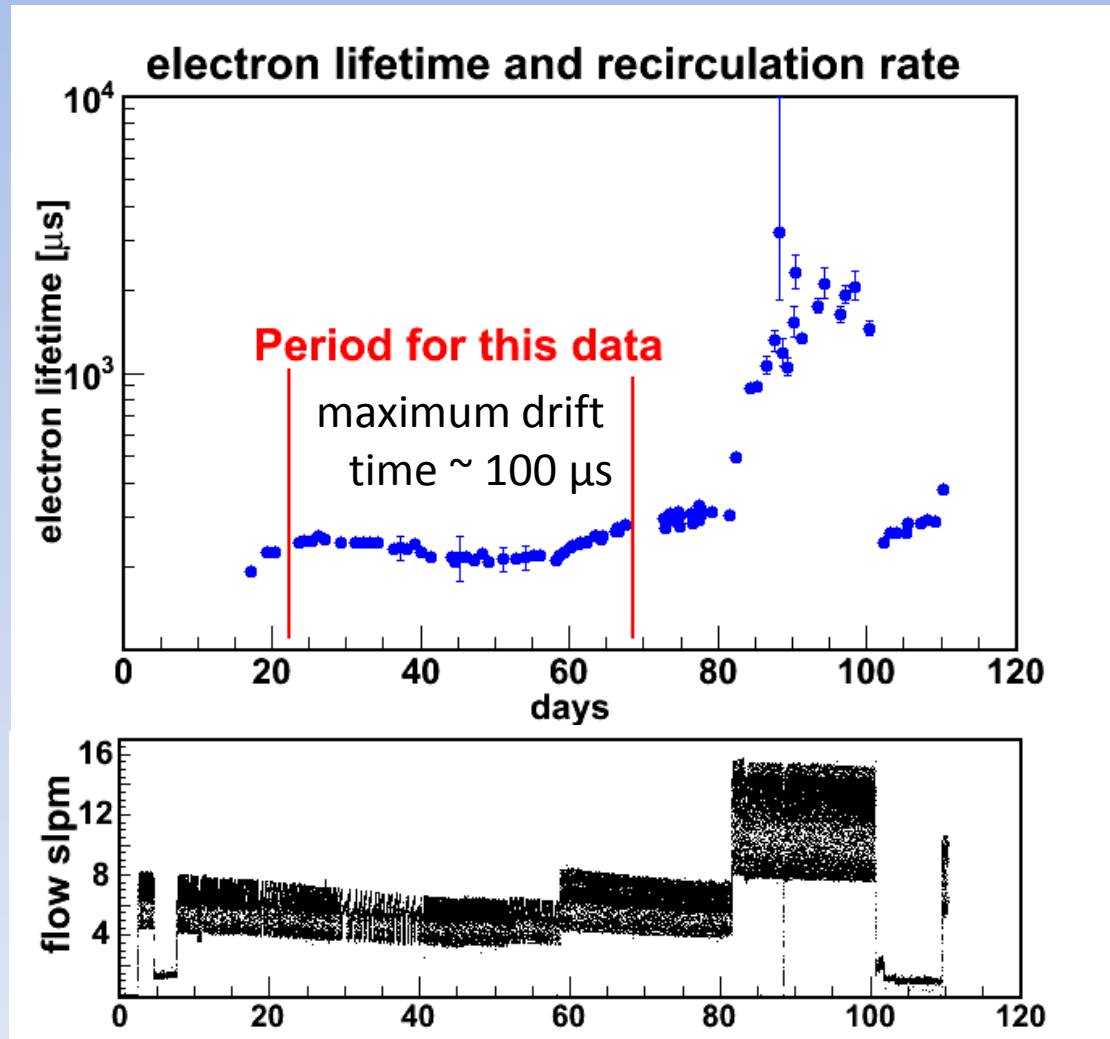 electron lifetime and recirculation rate
10⁴
electron lifetime [μs]
Period for this data
10³
maximum drift
time ~ 100 μs
0 20 40 60 80 100 120
days
16
12
8
4
flow slpm
0 20 40 60 80 100 120